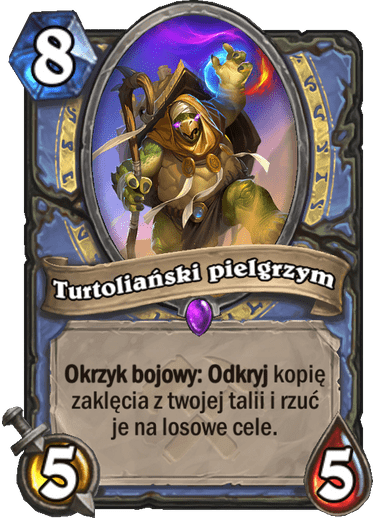 8
Turtoliański pielgrzym
Okrzyk bojowy: Odkryj kopię
zaklęcia z twojej talii i rzuć
je na losowe cele.
5
5